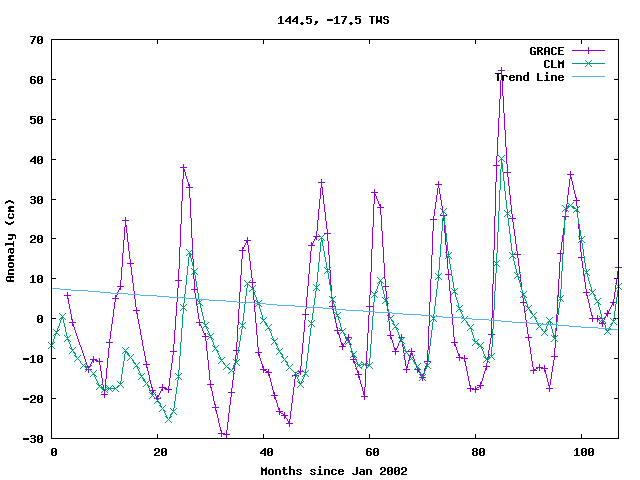 144.5, -17.5 TWS
GRACE
CLM
Trend Line
Anomaly (cm)
70
60
50
40
30
20
10
0
-10
-20
-30
0 20 40 60 80 100
Months since Jan 2002